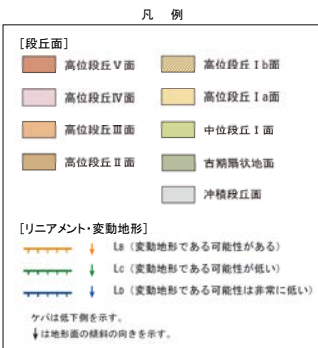 凡 例
[段丘面]
高位段丘Ⅴ面
高位段丘Ⅰb面
高位段丘Ⅳ面
高位段丘Ⅰa面
高位段丘Ⅲ面
中位段丘Ⅰ面
高位段丘Ⅱ面
古期扇状地面
沖積段丘面
[リニアメント・変動地形]
LB(変動地形である可能性がある)
LC(変動地形である可能性が低い)
LD(変動地形である可能性は非常に低い)
ケバは低下側を示す。
↓は地形面の傾斜の向きを示す。